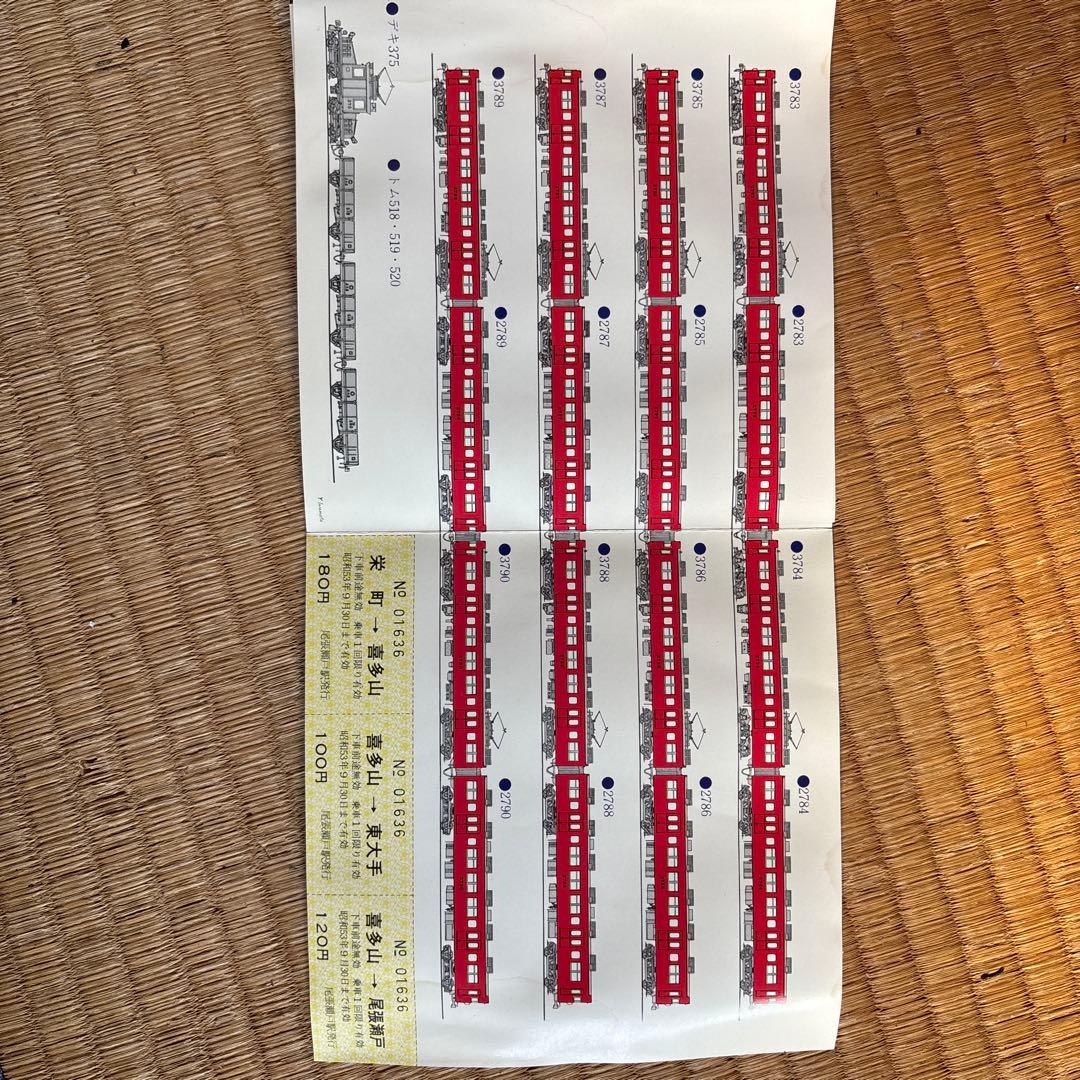 ●3783
●2783
●3784
●2784
●3785
●2785
●3786
●2786
●3787
●2787
●3788
●2788
●3789
●2789
●3790
●2790
●デキ375
●トム518・519・520
№ 01636
栄町→喜多山
下車前途無効 乗車1回限り有効
昭和53年9月30日まで有効
180円 尾張瀬戸駅発行
№ 01636
喜多山→東大手
下車前途無効 乗車1回限り有効
昭和53年9月30日まで有効
100円 尾張瀬戸駅発行
№ 01636
喜多山→尾張瀬戸
下車前途無効 乗車1回限り有効
昭和53年9月30日まで有効
120円 尾張瀬戸駅発行